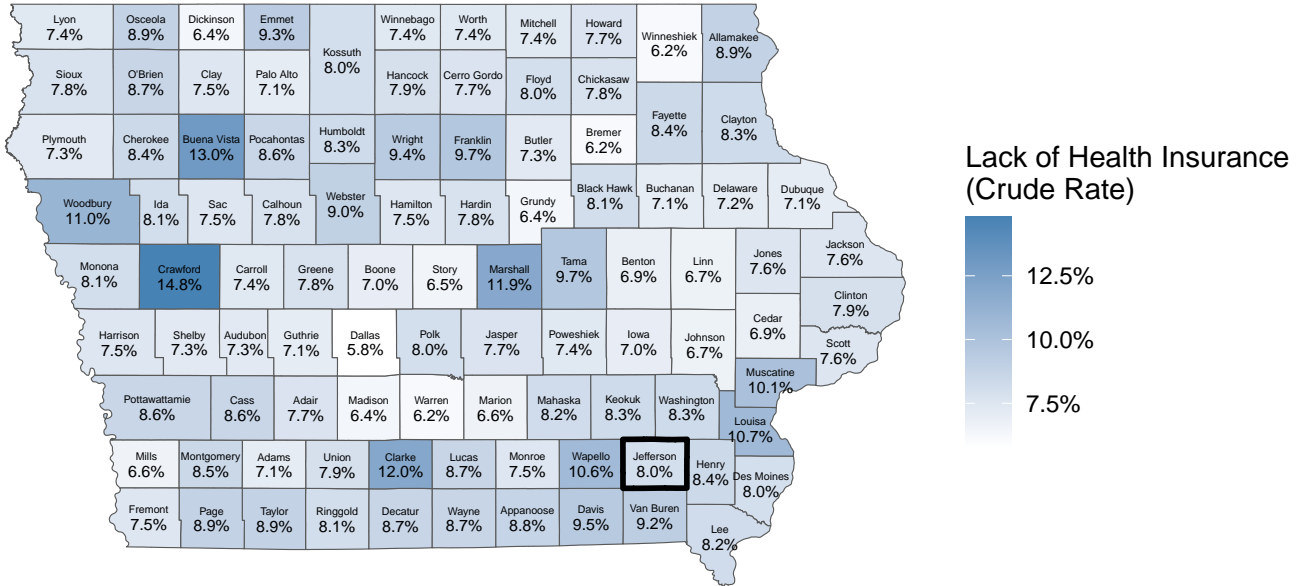 Lyon
7.4%
Osceola
8.9%
Dickinson
6.4%
Emmet
9.3%
Kossuth
8.0%
Winnebago
7.4%
Worth
7.4%
Mitchell
7.4%
Howard
7.7%
Winneshiek
6.2%
Allamakee
8.9%
Sioux
7.8%
O'Brien
8.7%
Clay
7.5%
Palo Alto
7.1%
Hancock
7.9%
Cerro Gordo
7.7%
Floyd
8.0%
Chickasaw
7.8%
Fayette
8.4%
Clayton
8.3%
Plymouth
7.3%
Cherokee
8.4%
Buena Vista
13.0%
Pocahontas
8.6%
Humboldt
8.3%
Wright
9.4%
Franklin
9.7%
Butler
7.3%
Bremer
6.2%
Woodbury
11.0%
Ida
8.1%
Sac
7.5%
Calhoun
7.8%
Webster
9.0%
Hamilton
7.5%
Hardin
7.8%
Grundy
6.4%
Black Hawk
8.1%
Buchanan
7.1%
Delaware
7.2%
Dubuque
7.1%
Monona
8.1%
Crawford
14.8%
Carroll
7.4%
Greene
7.8%
Boone
7.0%
Story
6.5%
Marshall
11.9%
Tama
9.7%
Benton
6.9%
Linn
6.7%
Jones
7.6%
Jackson
7.6%
Clinton
7.9%
Harrison
7.5%
Shelby
7.3%
Audubon
7.3%
Guthrie
7.1%
Dallas
5.8%
Polk
8.0%
Jasper
7.7%
Poweshiek
7.4%
Iowa
7.0%
Johnson
6.7%
Cedar
6.9%
Scott
7.6%
Muscatine
10.1%
Pottawattamie
8.6%
Cass
8.6%
Adair
7.7%
Madison
6.4%
Warren
6.2%
Marion
6.6%
Mahaska
8.2%
Keokuk
8.3%
Washington
8.3%
Louisa
10.7%
Mills
6.6%
Montgomery
8.5%
Adams
7.1%
Union
7.9%
Clarke
12.0%
Lucas
8.7%
Monroe
7.5%
Wapello
10.6%
Jefferson
8.0%
Henry
8.4%
Des Moines
8.0%
Fremont
7.5%
Page
8.9%
Taylor
8.9%
Ringgold
8.1%
Decatur
8.7%
Wayne
8.7%
Appanoose
8.8%
Davis
9.5%
Van Buren
9.2%
Lee
8.2%
Lack of Health Insurance
(Crude Rate)
12.5%
10.0%
7.5%